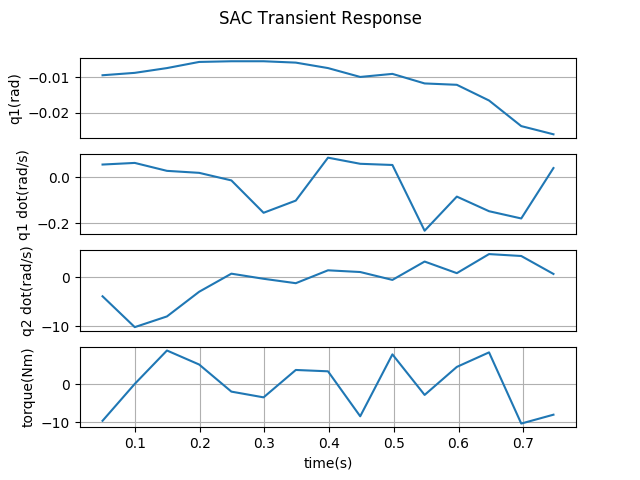 SAC Transient Response
q1(rad)
−0.01
−0.02
q1 dot(rad/s)
0.0
−0.2
q2 dot(rad/s)
0
−10
torque(Nm)
0
−10
0.1 0.2 0.3 0.4 0.5 0.6 0.7
time(s)